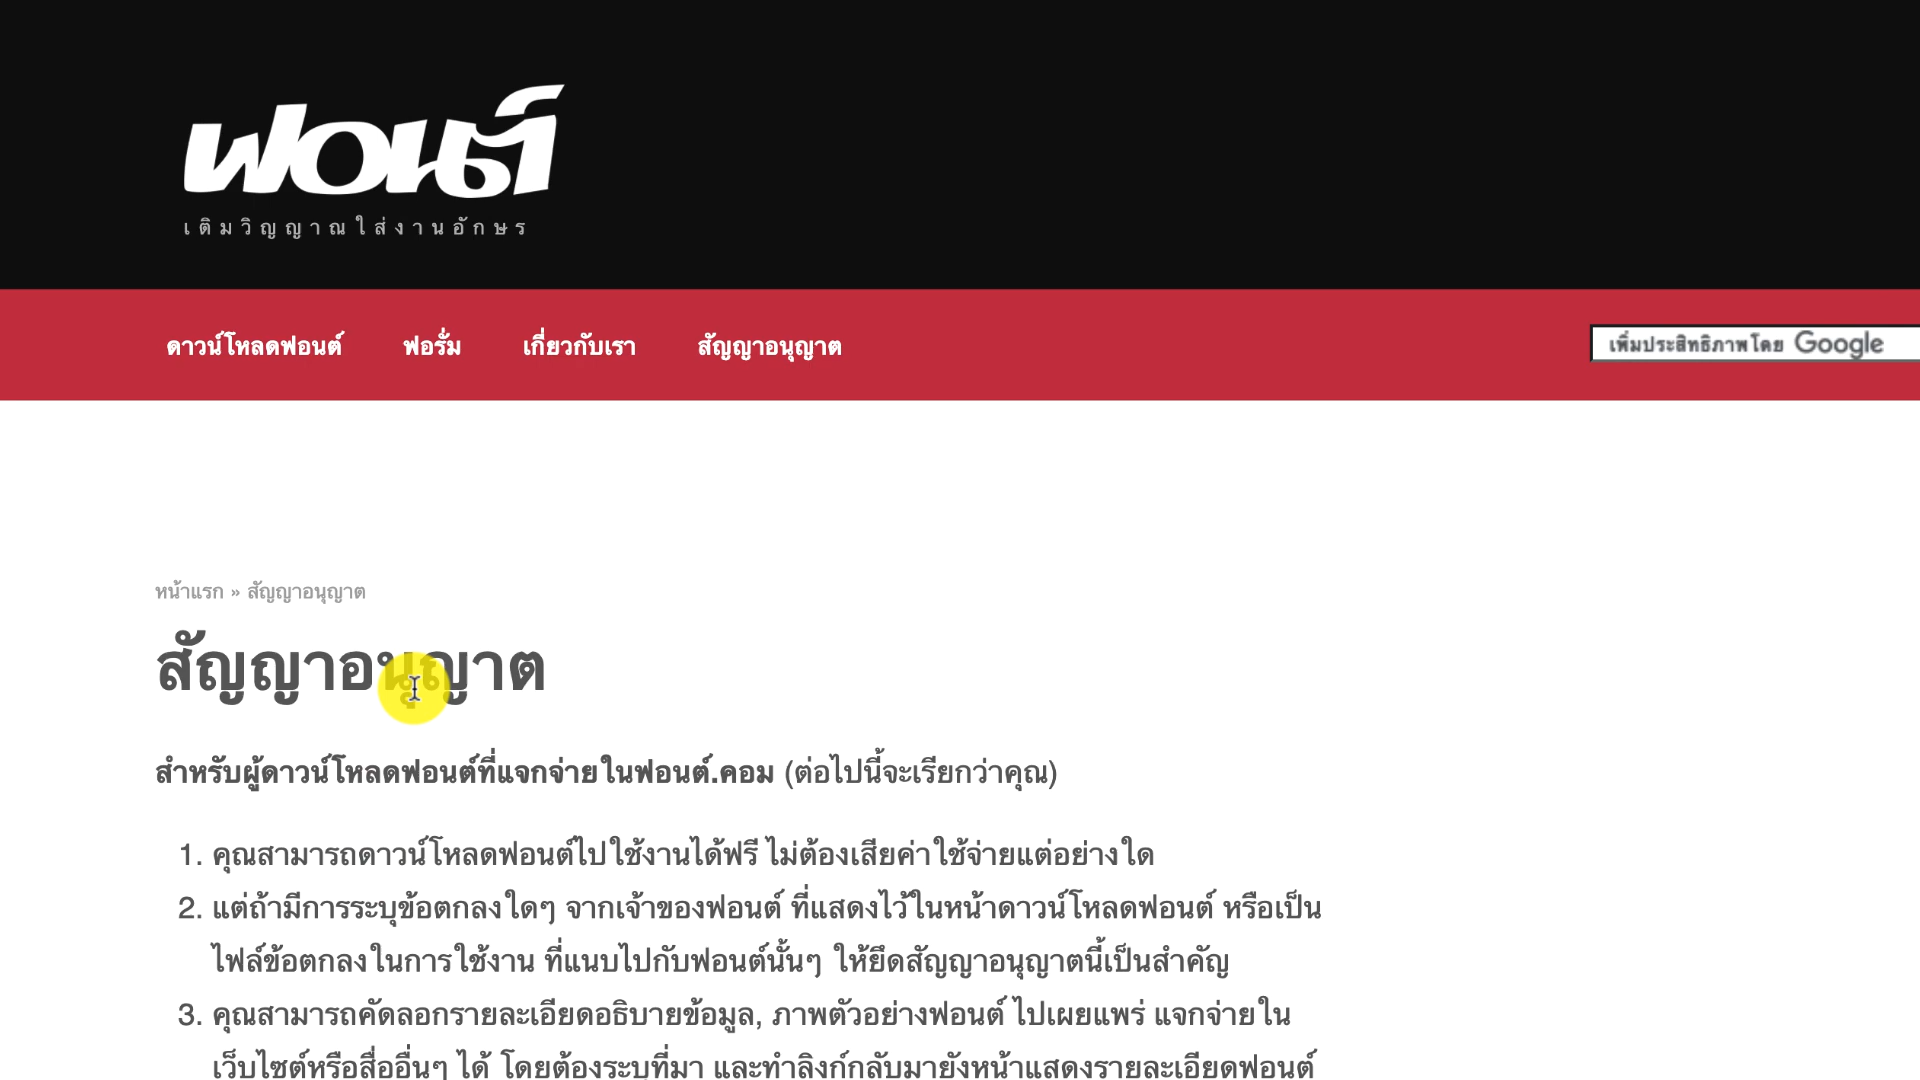 ฟอนต์
เติมวิญญาณใส่งานอักษร
ดาวน์โหลดฟอนต์ ฟอรั่ม เกี่ยวกับเรา สัญญาอนุญาต เพิ่มประสิทธิภาพโดย Google
หน้าแรก » สัญญาอนุญาต
สัญญาอนุญาต
สำหรับผู้ดาวน์โหลดฟอนต์ที่แจกจ่ายในฟอนต์.คอม (ต่อไปนี้จะเรียกว่าคุณ)
1. คุณสามารถดาวน์โหลดฟอนต์ไปใช้งานได้ฟรี ไม่ต้องเสียค่าใช้จ่ายแต่อย่างใด
2. แต่ถ้ามีการระบุข้อตกลงใดๆ จากเจ้าของฟอนต์ ที่แสดงไว้ในหน้าดาวน์โหลดฟอนต์ หรือเป็น
ไฟล์ข้อตกลงในการใช้งาน ที่แนบไปกับฟอนต์นั้นๆ ให้ยึดสัญญาอนุญาตนี้เป็นสำคัญ
3. คุณสามารถคัดลอกรายละเอียดอธิบายข้อมูล, ภาพตัวอย่างฟอนต์ ไปเผยแพร่ แจกจ่ายใน
เว็บไซต์หรือสื่ออื่นๆ ได้ โดยต้องระบุที่มา และทำลิงก์กลับมายังหน้าแสดงรายละเอียดฟอนต์